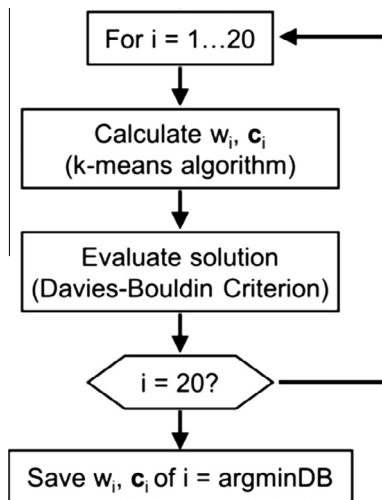 For i = 1...20
Calculate wᵢ, cᵢ
(k-means algorithm)
Evaluate solution
(Davies-Bouldin Criterion)
i = 20?
Save wᵢ, cᵢ of i = argminDB